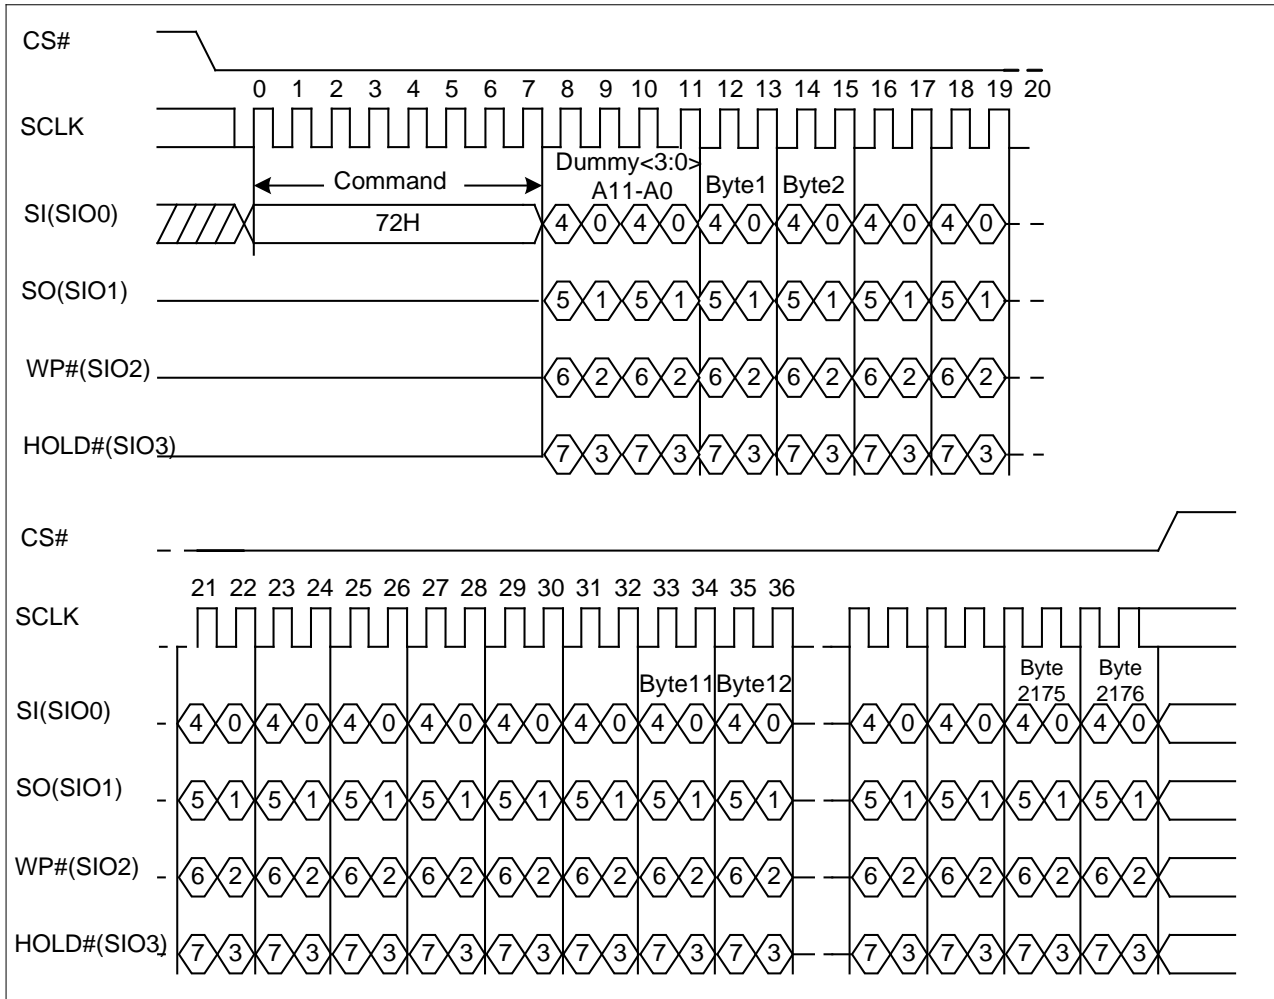 CS#
0 1 2 3 4 5 6 7 8 9 10 11 12 13 14 15 16 17 18 19 20
SCLK
Dummy<3:0>
Command A11-A0 Byte1 Byte2
SI(SIO0) 72H 4 0 4 0 4 0 4 0 4 0 4 0
SO(SIO1) 5 1 5 1 5 1 5 1 5 1 5 1
WP#(SIO2) 6 2 6 2 6 2 6 2 6 2 6 2
HOLD#(SIO3) 7 3 7 3 7 3 7 3 7 3 7 3
CS#
21 22 23 24 25 26 27 28 29 30 31 32 33 34 35 36
SCLK
Byte11 Byte12 Byte 2175 Byte 2176
SI(SIO0) 4 0 4 0 4 0 4 0 4 0 4 0 4 0 4 0 4 0 4 0 4 0 4 0
SO(SIO1) 5 1 5 1 5 1 5 1 5 1 5 1 5 1 5 1 5 1 5 1 5 1 5 1
WP#(SIO2) 6 2 6 2 6 2 6 2 6 2 6 2 6 2 6 2 6 2 6 2 6 2 6 2
HOLD#(SIO3) 7 3 7 3 7 3 7 3 7 3 7 3 7 3 7 3 7 3 7 3 7 3 7 3